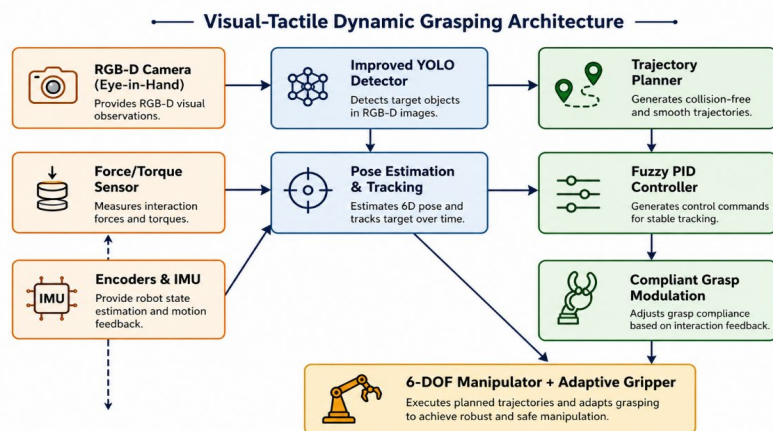 Visual-Tactile Dynamic Grasping Architecture
RGB-D Camera
(Eye-in-Hand)
Provides RGB-D visual
observations.
Improved YOLO
Detector
Detects target objects
in RGB-D images.
Trajectory
Planner
Generates collision-free
and smooth trajectories.
Force/Torque
Sensor
Measures interaction
forces and torques.
Pose Estimation
& Tracking
Estimates 6D pose and
tracks target over time.
Fuzzy PID
Controller
Generates control commands
for stable tracking.
IMU
Encoders & IMU
Provide robot state
estimation and motion
feedback.
Compliant Grasp
Modulation
Adjusts grasp compliance
based on interaction feedback.
6-DOF Manipulator + Adaptive Gripper
Executes planned trajectories and adapts grasping
to achieve robust and safe manipulation.